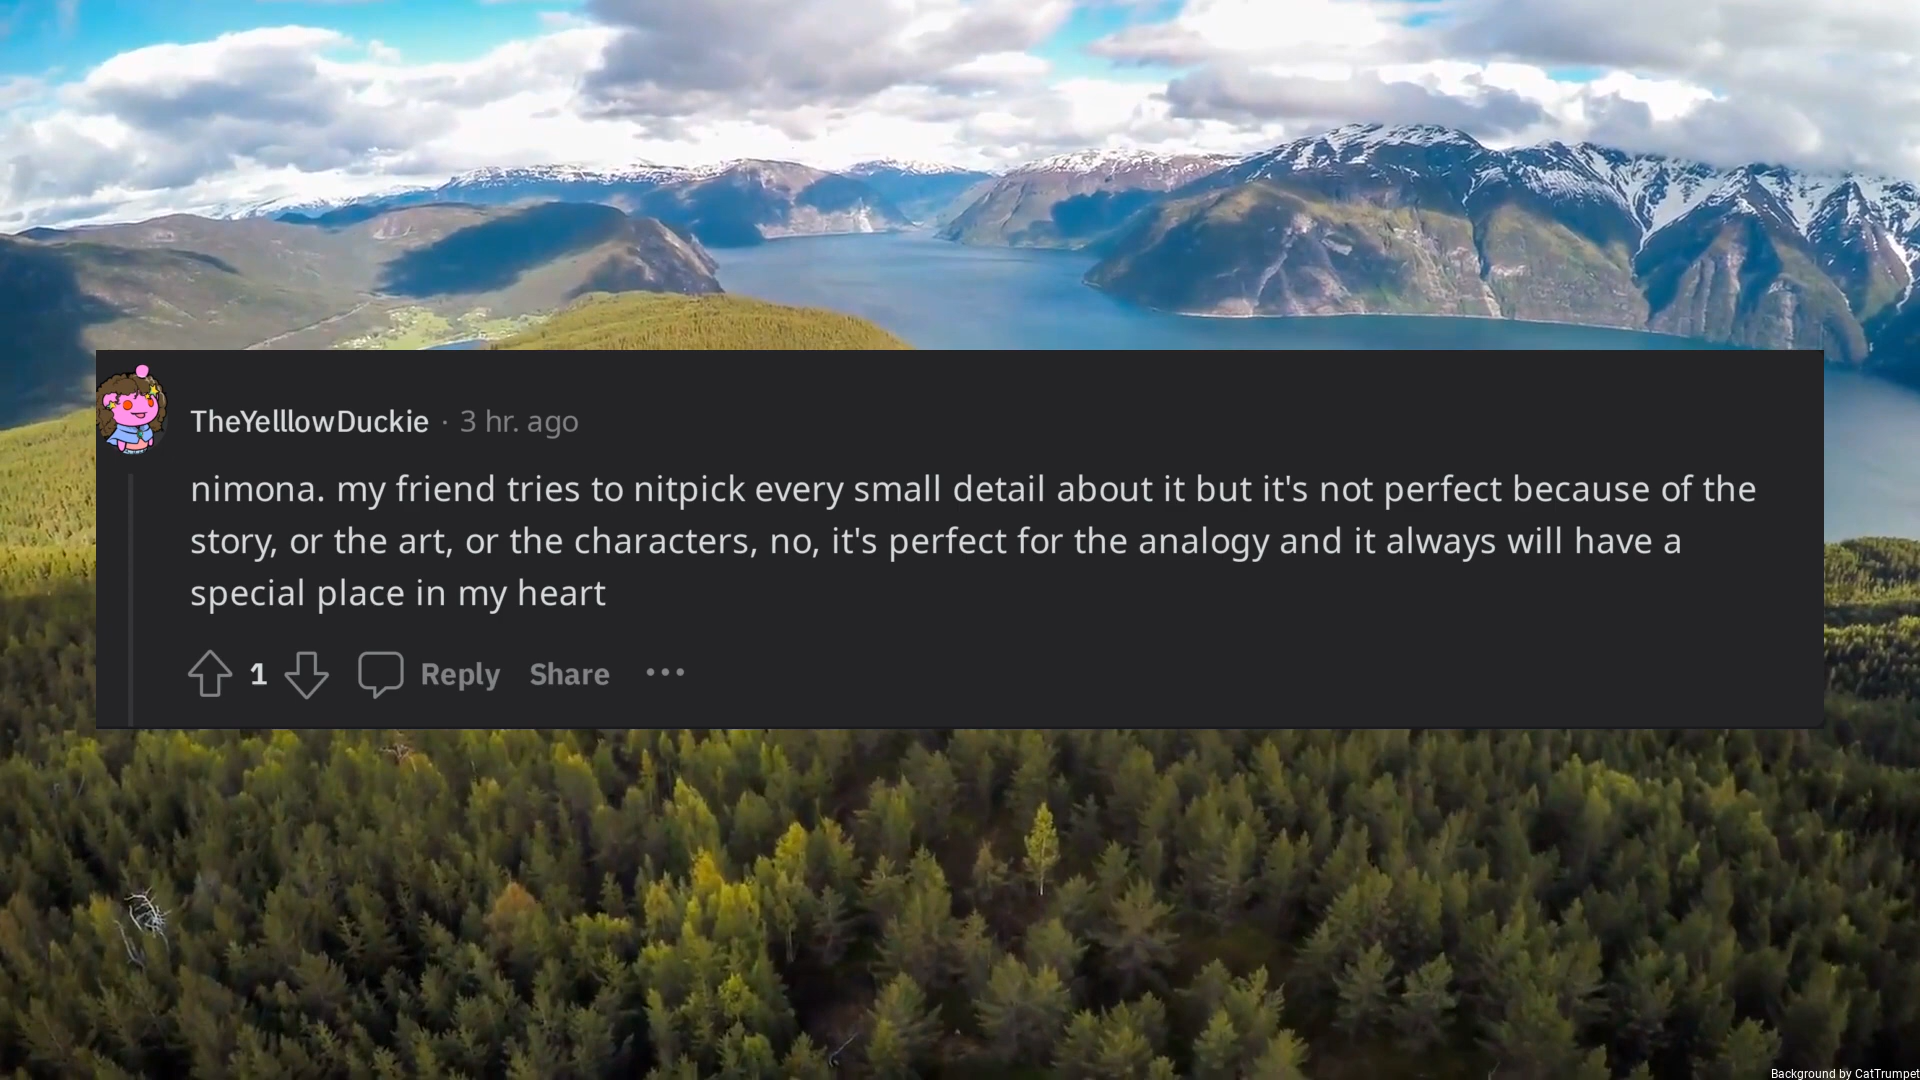 TheYelllowDuckie · 3 hr. ago
nimona. my friend tries to nitpick every small detail about it but it's not perfect because of the
story, or the art, or the characters, no, it's perfect for the analogy and it always will have a
special place in my heart
1 Reply Share ···
Background by CatTrumpet